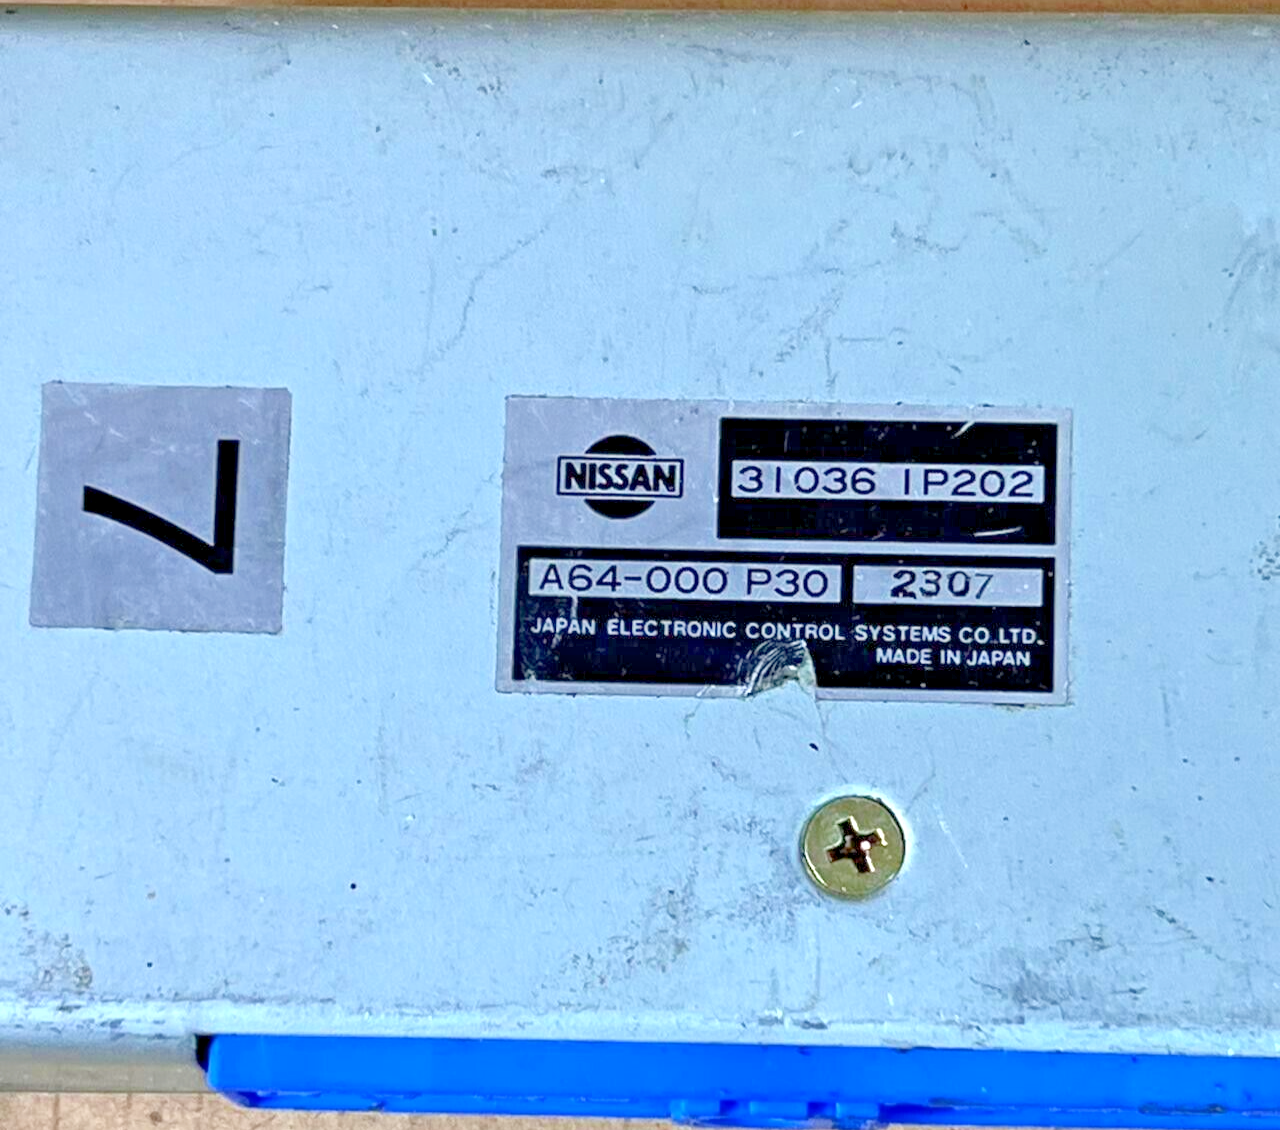 7
NISSAN
31036 1P202
A64-000 P30 2307
JAPAN ELECTRONIC CONTROL SYSTEMS CO.,LTD.
MADE IN JAPAN